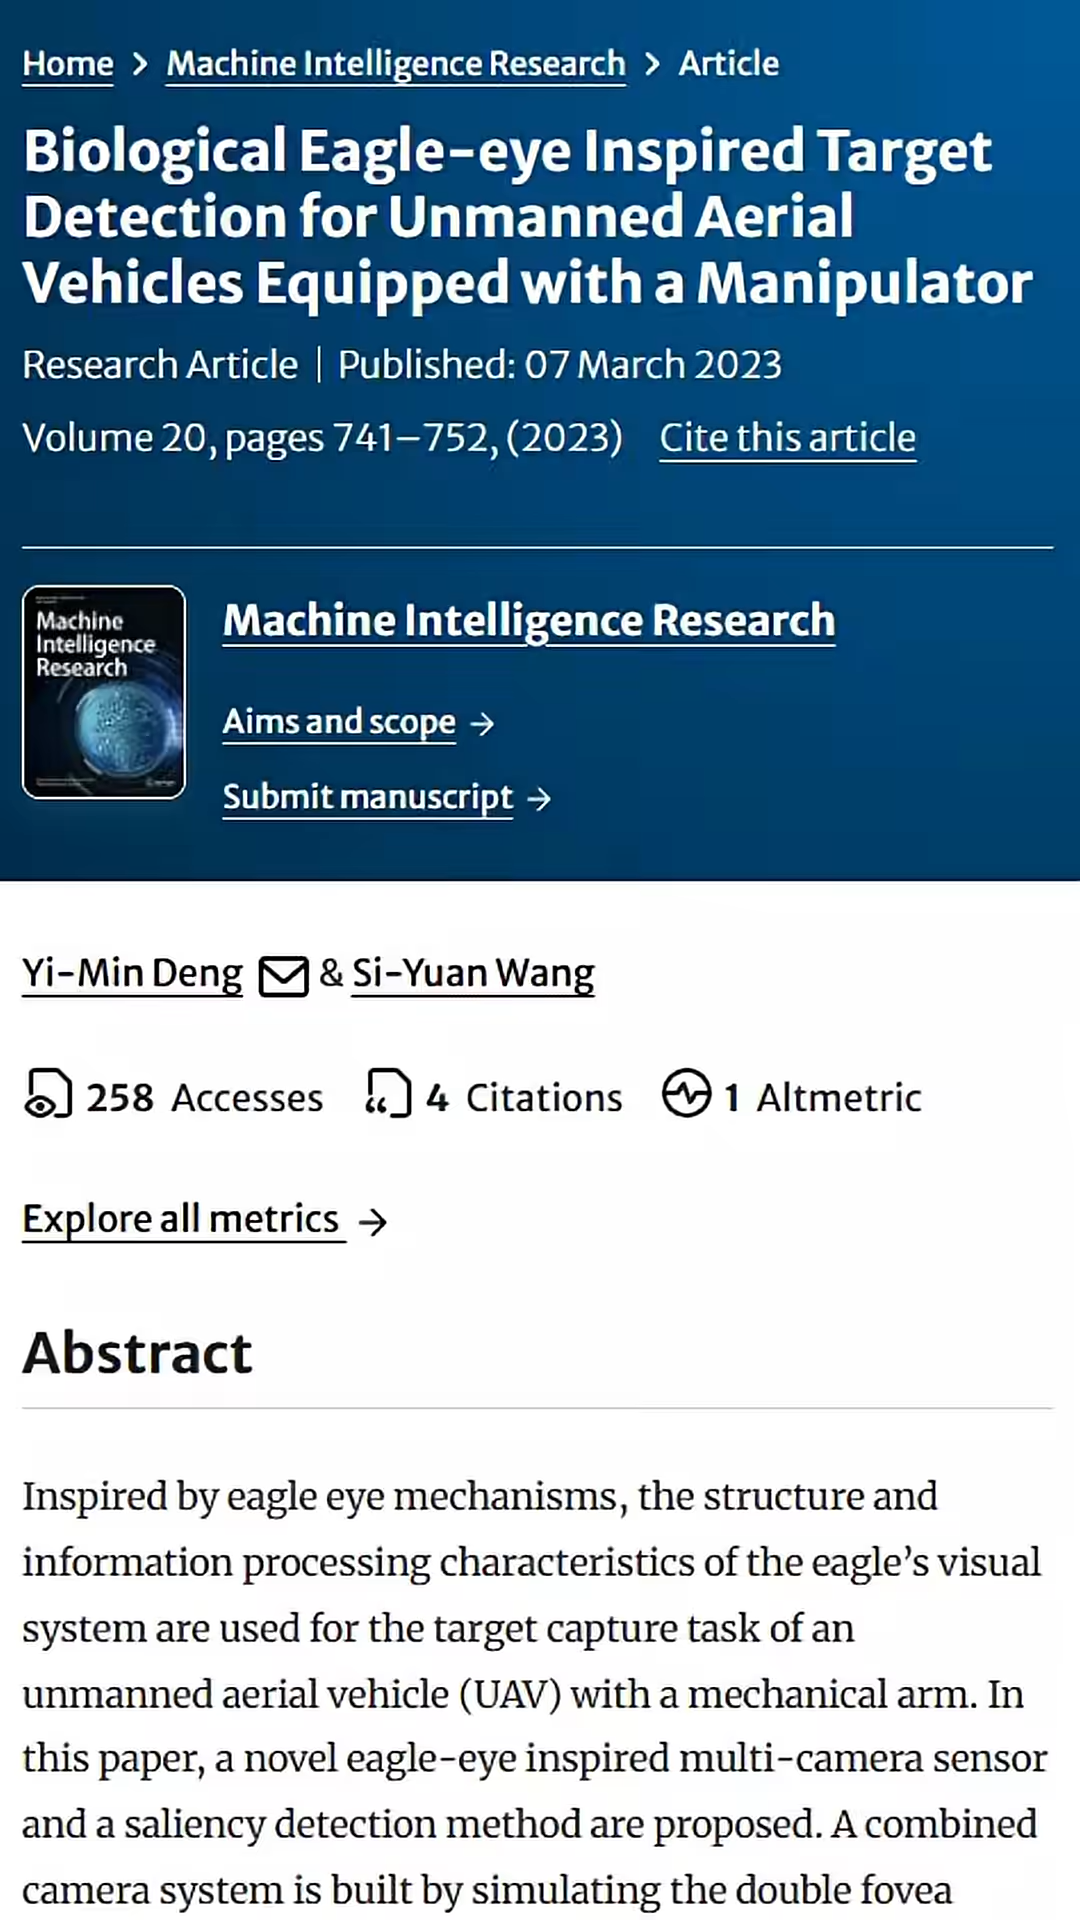 Home > Machine Intelligence Research > Article
Biological Eagle-eye Inspired Target
Detection for Unmanned Aerial
Vehicles Equipped with a Manipulator
Research Article | Published: 07 March 2023
Volume 20, pages 741–752, (2023) Cite this article
Machine
Intelligence
Research
Machine Intelligence Research
Aims and scope →
Submit manuscript →
Yi-Min Deng & Si-Yuan Wang
258 Accesses 4 Citations 1 Altmetric
Explore all metrics →
Abstract
Inspired by eagle eye mechanisms, the structure and
information processing characteristics of the eagle’s visual
system are used for the target capture task of an
unmanned aerial vehicle (UAV) with a mechanical arm. In
this paper, a novel eagle-eye inspired multi-camera sensor
and a saliency detection method are proposed. A combined
camera system is built by simulating the double fovea